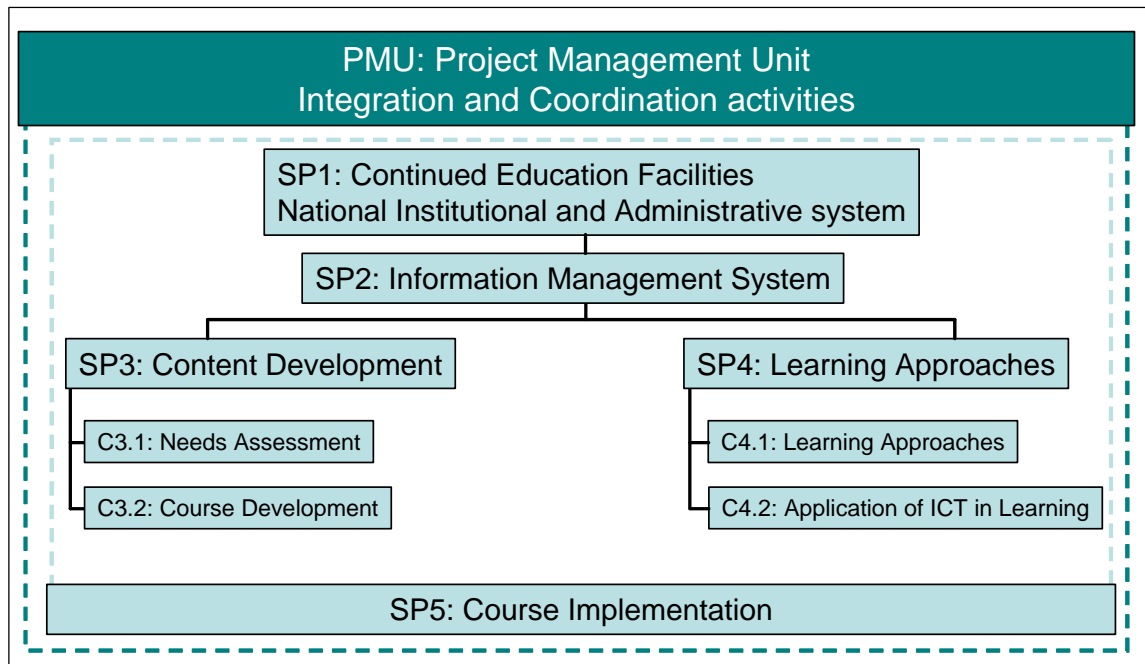 PMU: Project Management Unit
Integration and Coordination activities
SP1: Continued Education Facilities
National Institutional and Administrative system
SP2: Information Management System
SP3: Content Development
C3.1: Needs Assessment
C3.2: Course Development
SP4: Learning Approaches
C4.1: Learning Approaches
C4.2: Application of ICT in Learning
SP5: Course Implementation